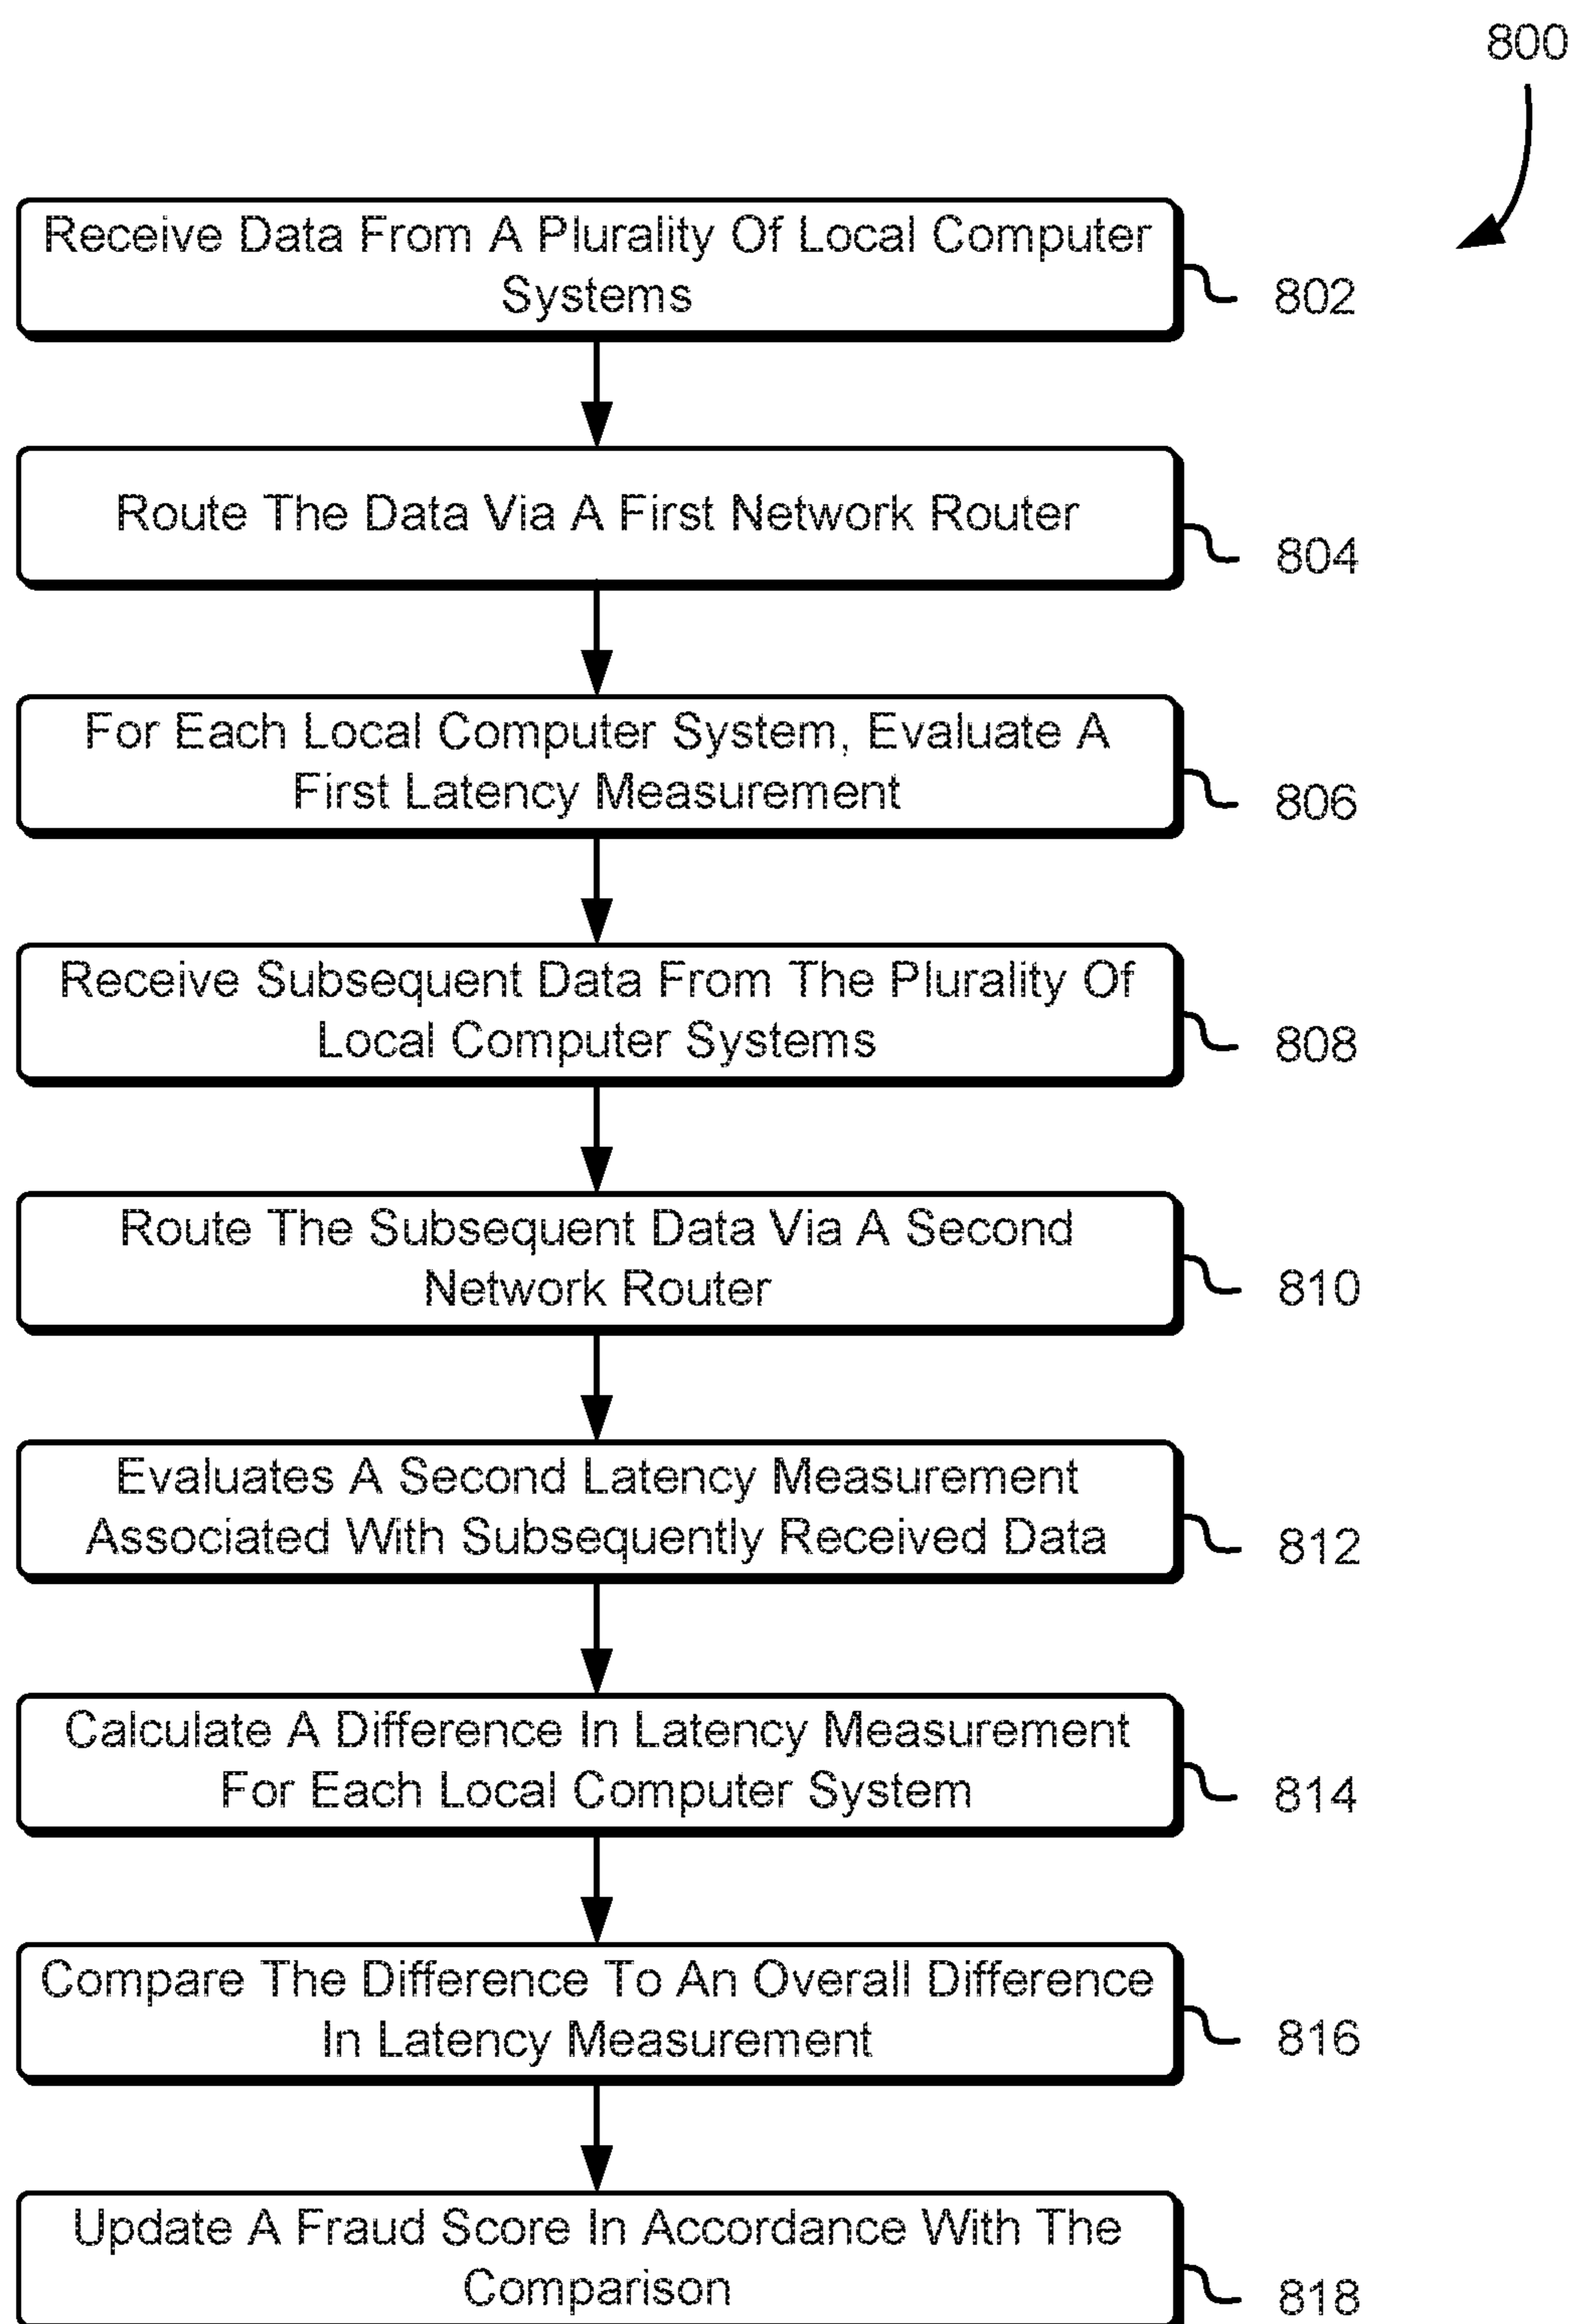 800
Receive Data From A Plurality Of Local Computer
Systems
802
Route The Data Via A First Network Router
804
For Each Local Computer System, Evaluate A
First Latency Measurement
806
Receive Subsequent Data From The Plurality Of
Local Computer Systems
808
Route The Subsequent Data Via A Second
Network Router
810
Evaluates A Second Latency Measurement
Associated With Subsequently Received Data
812
Calculate A Difference In Latency Measurement
For Each Local Computer System
814
Compare The Difference To An Overall Difference
In Latency Measurement
816
Update A Fraud Score In Accordance With The
Comparison
818